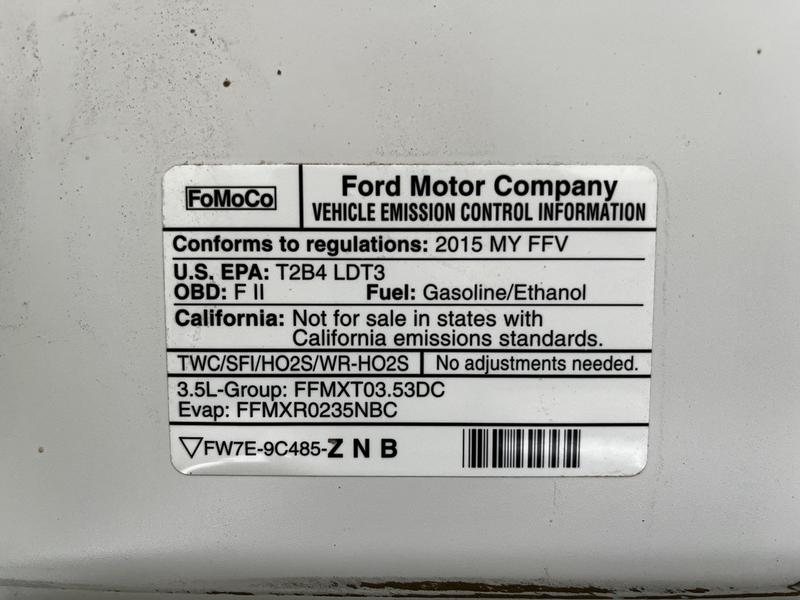 FoMoCo
Ford Motor Company
VEHICLE EMISSION CONTROL INFORMATION
Conforms to regulations: 2015 MY FFV
U.S. EPA: T2B4 LDT3
OBD: F II Fuel: Gasoline/Ethanol
California: Not for sale in states with
California emissions standards.
TWC/SFI/HO2S/WR-HO2S No adjustments needed.
3.5L-Group: FFMXT03.53DC
Evap: FFMXR0235NBC
FW7E-9C485-Z N B